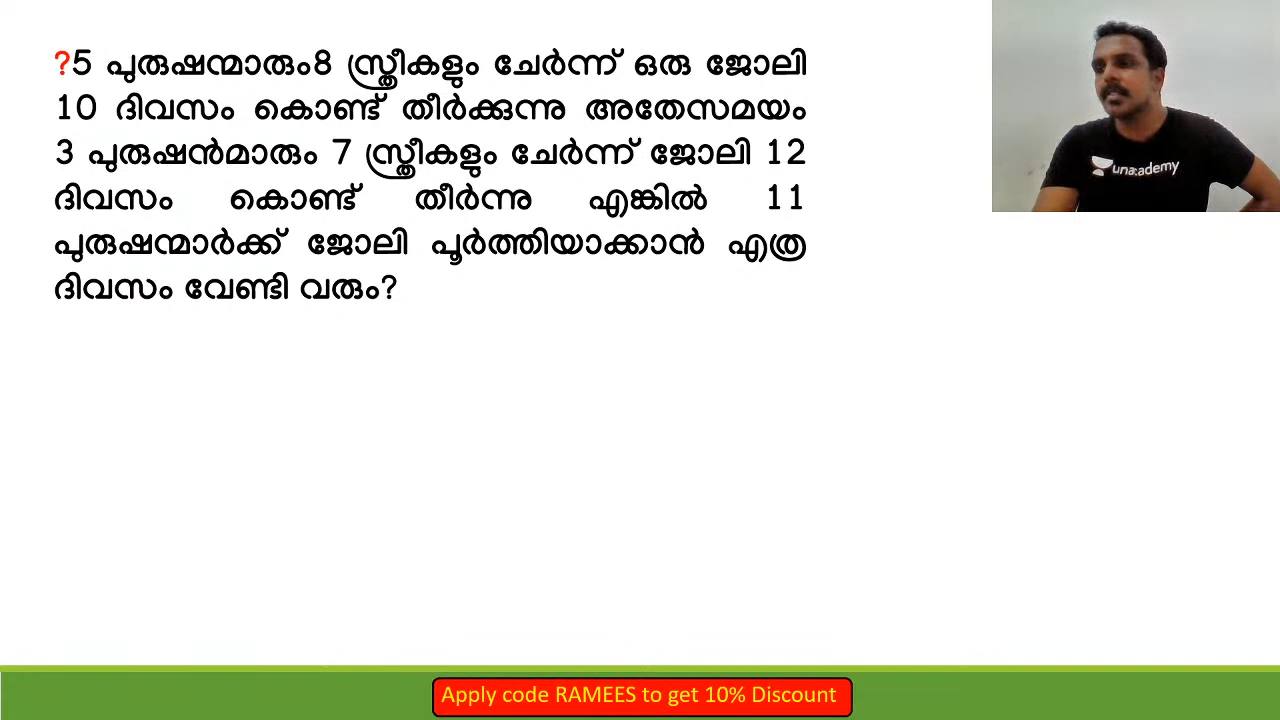 ?5 പുരുഷന്മാരും8 സ്ത്രീകളും ചേർന്ന് ഒരു ജോലി
10 ദിവസം കൊണ്ട് തീർക്കുന്നു അതേസമയം
3 പുരുഷൻമാരും 7 സ്ത്രീകളും ചേർന്ന് ജോലി 12
ദിവസം കൊണ്ട് തീർന്നു എങ്കിൽ 11
പുരുഷന്മാർക്ക് ജോലി പൂർത്തിയാക്കാൻ എത്ര
ദിവസം വേണ്ടി വരും?
unacademy
Apply code RAMEES to get 10% Discount